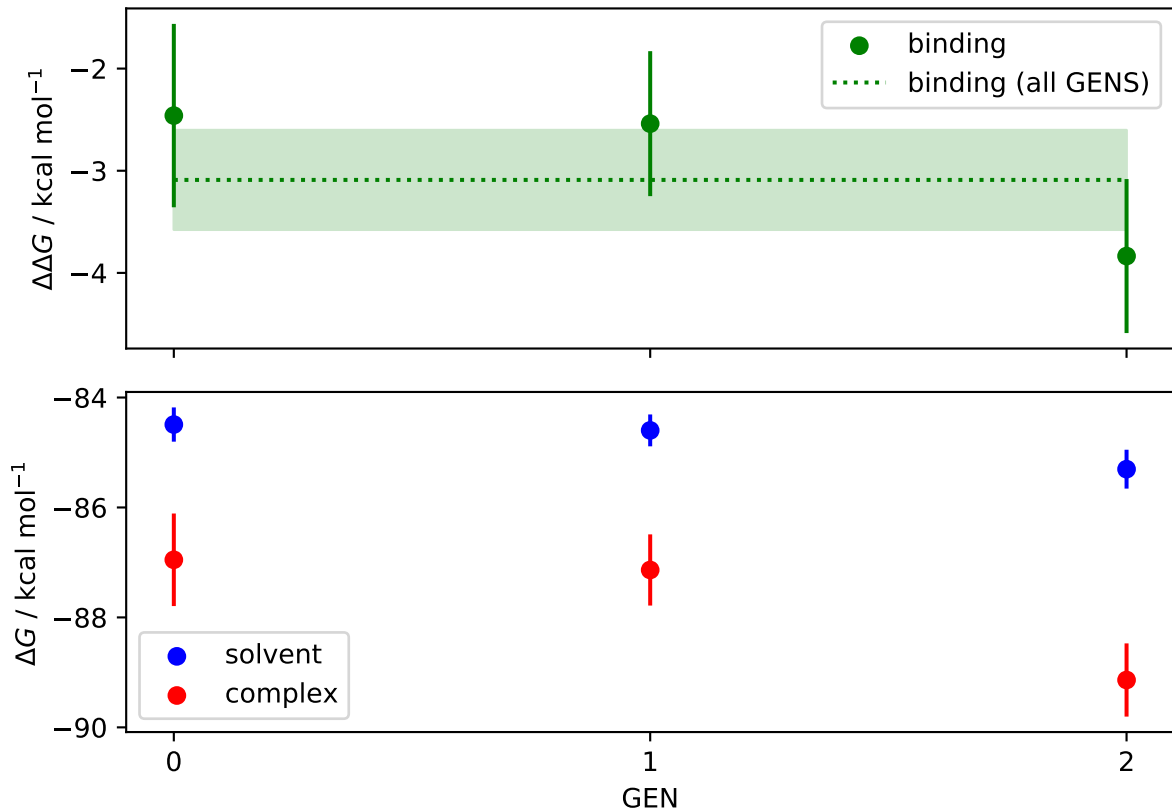 −2
−3
−4
ΔΔG / kcal mol⁻¹
binding
binding (all GENS)
−84
−86
−88
−90
ΔG / kcal mol⁻¹
solvent
complex
0 1 2
GEN